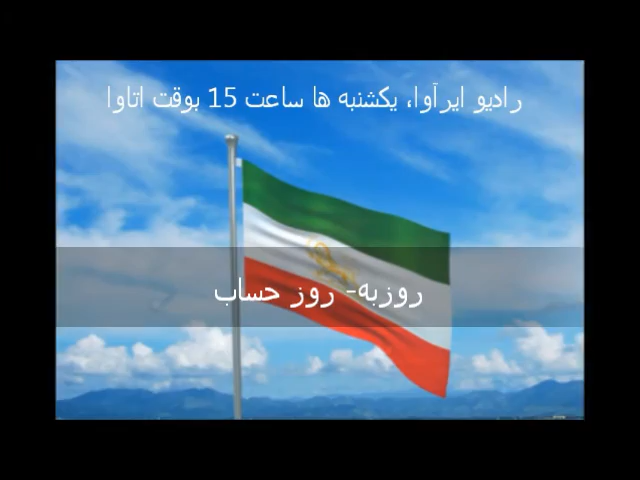 رادیو ایرآوا، یکشنبه ها ساعت 15 بوقت اتاوا
روزبه- روز حساب